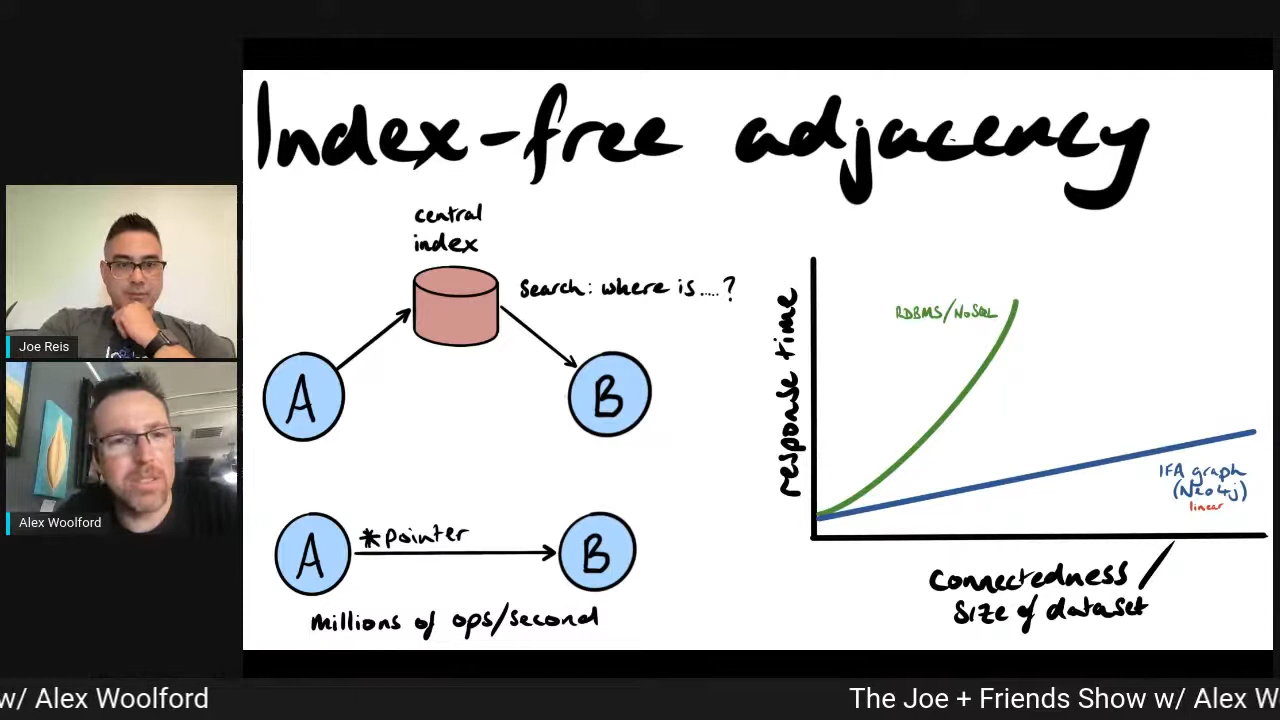 Index-free adjacency
central
index
Search: where is.....?
A
B
A
*pointer
B
millions of ops/second
response time
RDBMS/NoSQL
IFA graph
(Neo4j)
linear
Connectedness /
Size of dataset
Joe Reis
Alex Woolford
w/ Alex Woolford
The Joe + Friends Show w/ Alex W